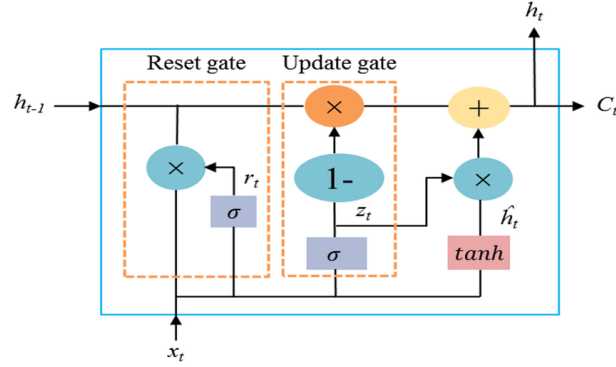 h_t
Reset gate Update gate
h_{t-1} × + C_t
× r_t 1- ×
σ z_t ĥ_t
σ tanh
x_t